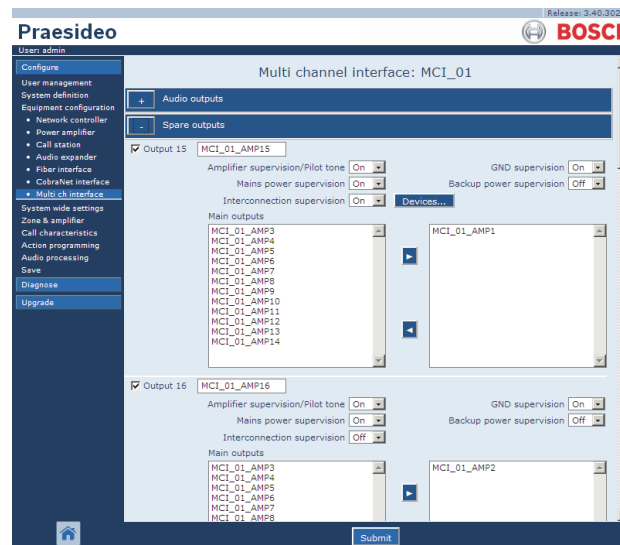 Release: 3.40.302
Praesideo
BOSCH
User: admin
Configure
User management
System definition
Equipment configuration
• Network controller
• Power amplifier
• Call station
• Audio expander
• Fiber interface
• CobraNet interface
• Multi ch interface
System wide settings
Zone & amplifier
Call characteristics
Action programming
Audio processing
Save
Diagnose
Upgrade
Multi channel interface: MCI_01
+ Audio outputs
- Spare outputs
Output 15 MCI_01_AMP15
Amplifier supervision/Pilot tone On GND supervision On
Mains power supervision On Backup power supervision Off
Interconnection supervision On Devices...
Main outputs
MCI_01_AMP3
MCI_01_AMP4
MCI_01_AMP5
MCI_01_AMP6
MCI_01_AMP7
MCI_01_AMP8
MCI_01_AMP9
MCI_01_AMP10
MCI_01_AMP11
MCI_01_AMP12
MCI_01_AMP13
MCI_01_AMP14
MCI_01_AMP1
Output 16 MCI_01_AMP16
Amplifier supervision/Pilot tone On GND supervision On
Mains power supervision On Backup power supervision Off
Interconnection supervision Off
Main outputs
MCI_01_AMP3
MCI_01_AMP4
MCI_01_AMP5
MCI_01_AMP6
MCI_01_AMP7
MCI_01_AMP8
MCI_01_AMP2
Submit